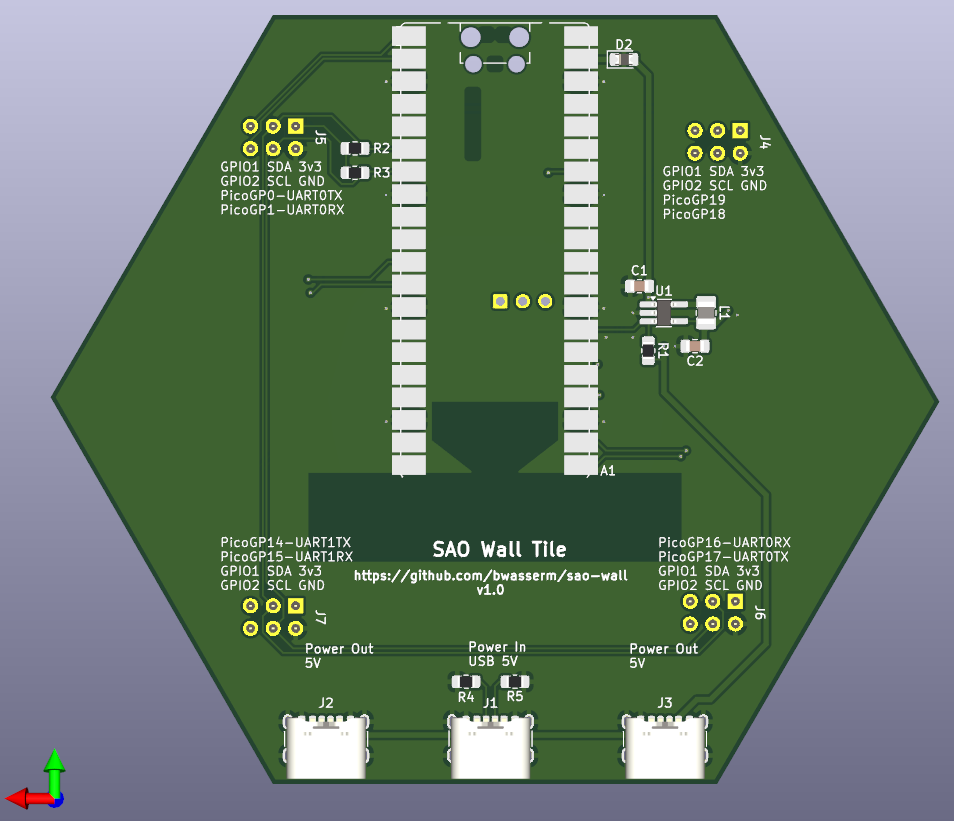 D2
J5
R2
R3
GPIO1 SDA 3v3
GPIO2 SCL GND
PicoGP0-UART0TX
PicoGP1-UART0RX
J4
GPIO1 SDA 3v3
GPIO2 SCL GND
PicoGP19
PicoGP18
C1
U1
L1
R1
C2
A1
PicoGP14-UART1TX
PicoGP15-UART1RX
GPIO1 SDA 3v3
GPIO2 SCL GND
J7
SAO Wall Tile
https://github.com/bwasserm/sao-wall
v1.0
PicoGP16-UART0RX
PicoGP17-UART0TX
GPIO1 SDA 3v3
GPIO2 SCL GND
J6
Power Out
5V
Power In
USB 5V
Power Out
5V
R4
R5
J2
J1
J3